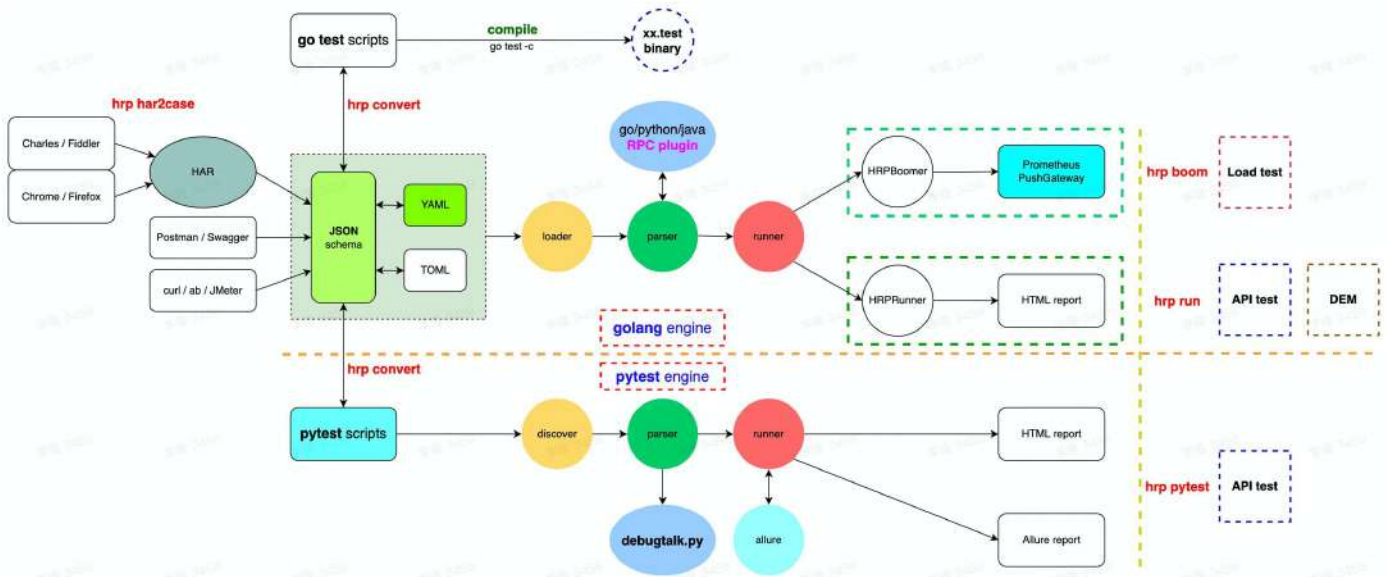 go test scripts
compile
go test -c
xx.test
binary
hrp har2case
hrp convert
Charles / Fiddler
Chrome / Firefox
HAR
Postman / Swagger
curl / ab / JMeter
JSON
schema
YAML
TOML
loader
go/python/java
RPC plugin
parser
runner
HRPBoomer
Prometheus
PushGateway
HRPRunner
HTML report
hrp boom
Load test
hrp run
API test
DEM
golang engine
pytest engine
hrp convert
pytest scripts
discover
parser
runner
HTML report
debugtalk.py
allure
Allure report
hrp pytest
API test